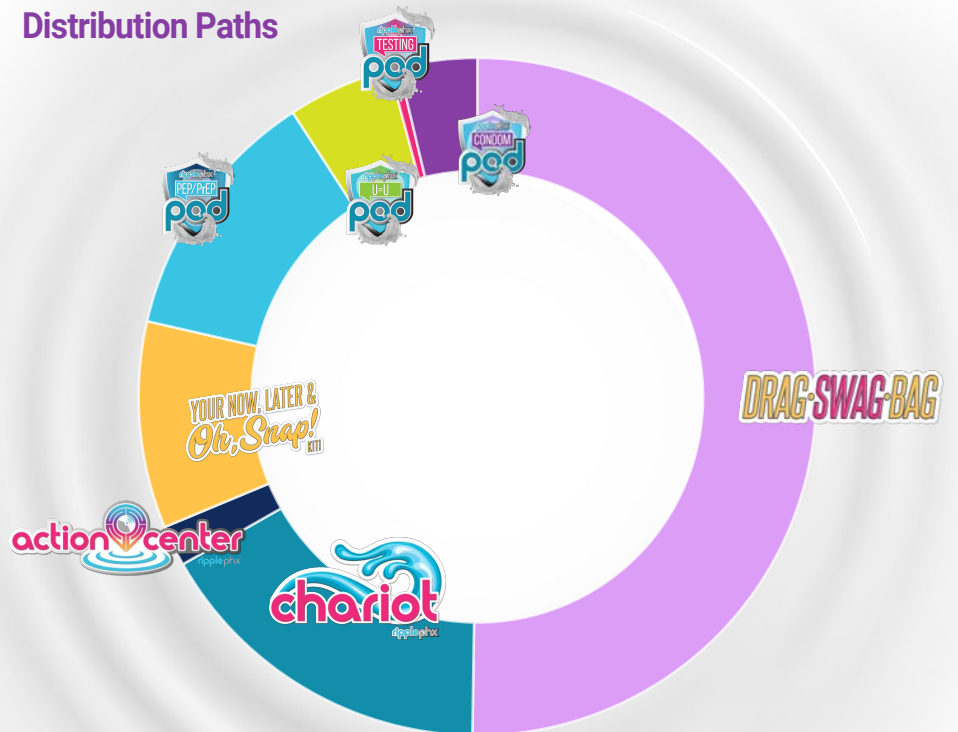 Distribution Paths
ripplephx
TESTING
pod
CONDOM
pod
ripplephx
PEP/PrEP
pod
ripplephx
U=U
pod
DRAG·SWAG·BAG
YOUR NOW, LATER &
Oh, Snap!
KIT!
action center
ripplephx
chariot
ripplephx